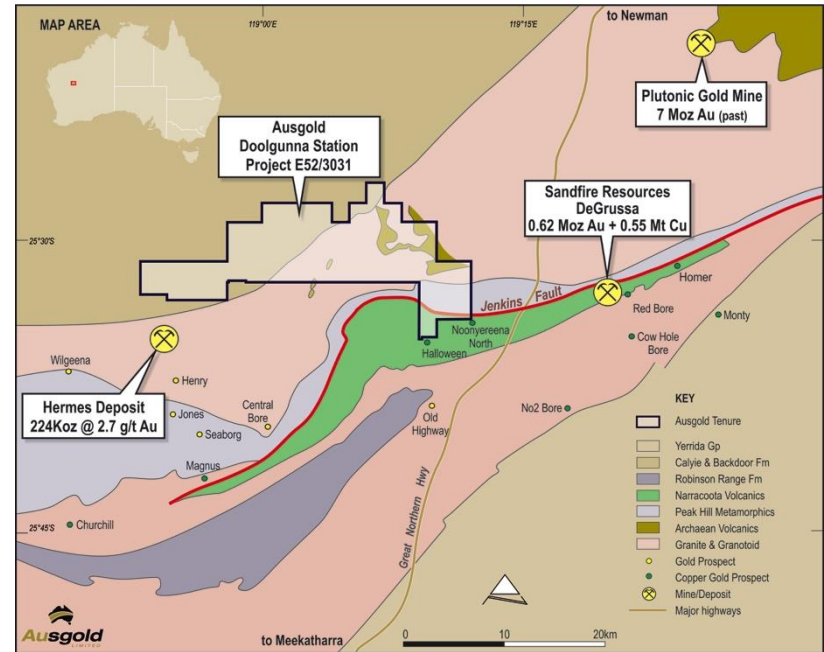 MAP AREA
119°00'
119°15'
to Newman
Plutonic Gold Mine
7 Moz Au (past)
Ausgold
Doolgunna Station
Project E52/3031
Sandfire Resources
DeGrussa
0.62 Moz Au + 0.55 Mt Cu
25°30'
Homer
Jenkins Fault
Red Bore
Monty
Noonyereena
North
Cow Hole
Bore
Halloween
Wilgeena
Henry
Hermes Deposit
224Koz @ 2.7 g/t Au
Jones
Central
Bore
Seaborg
Old
Highway
No2 Bore
Magnus
Churchill
25°45'
Great Northern Hwy
KEY
Ausgold Tenure
Yerrida Gp
Calyie & Backdoor Fm
Robinson Range Fm
Narracoota Volcanics
Peak Hill Metamorphics
Archaean Volcanics
Granite & Granotoid
Gold Prospect
Copper Gold Prospect
Mine/Deposit
Major highways
Ausgold
LIMITED
to Meekatharra
0
10
20km